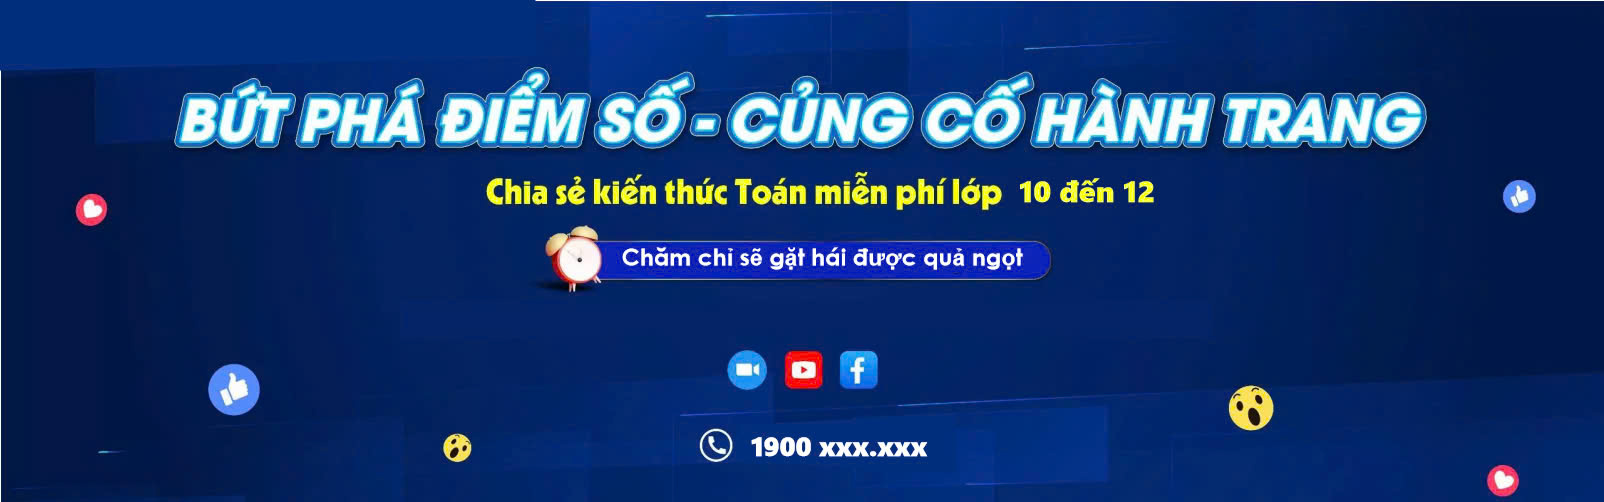 BỨT PHÁ ĐIỂM SỐ - CỦNG CỐ HÀNH TRANG
Chia sẻ kiến thức Toán miễn phí lớp 10 đến 12
Chăm chỉ sẽ gặt hái được quả ngọt
1900 xxx.xxx